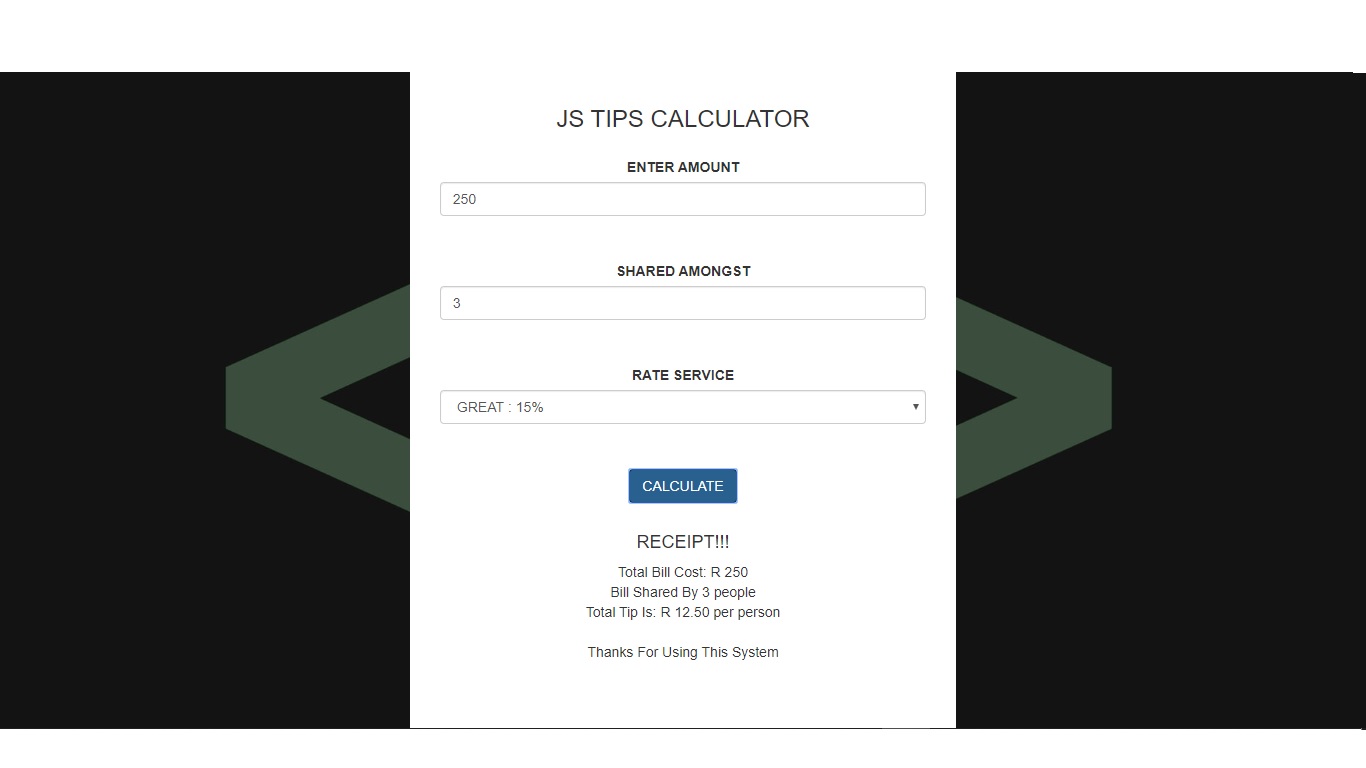 JS TIPS CALCULATOR
ENTER AMOUNT
250
SHARED AMONGST
3
RATE SERVICE
GREAT : 15%
CALCULATE
RECEIPT!!!
Total Bill Cost: R 250
Bill Shared By 3 people
Total Tip Is: R 12.50 per person
Thanks For Using This System